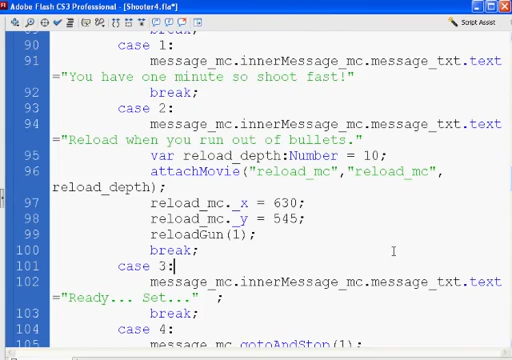 Adobe Flash CS3 Professional - [Shooter4.fla*]
Script Assist
break;
90 case 1:
91 message_mc.innerMessage_mc.message_txt.text
="You have one minute so shoot fast!"
92 break;
93 case 2:
94 message_mc.innerMessage_mc.message_txt.text
="Reload when you run out of bullets."
95 var reload_depth:Number = 10;
96 attachMovie("reload_mc","reload_mc",
reload_depth);
97 reload_mc._x = 630;
98 reload_mc._y = 545;
99 reloadGun(1);
100 break;
101 case 3:
102 message_mc.innerMessage_mc.message_txt.text
="Ready... Set..." ;
103 break;
104 case 4:
105 message_mc.gotoAndStop(1);